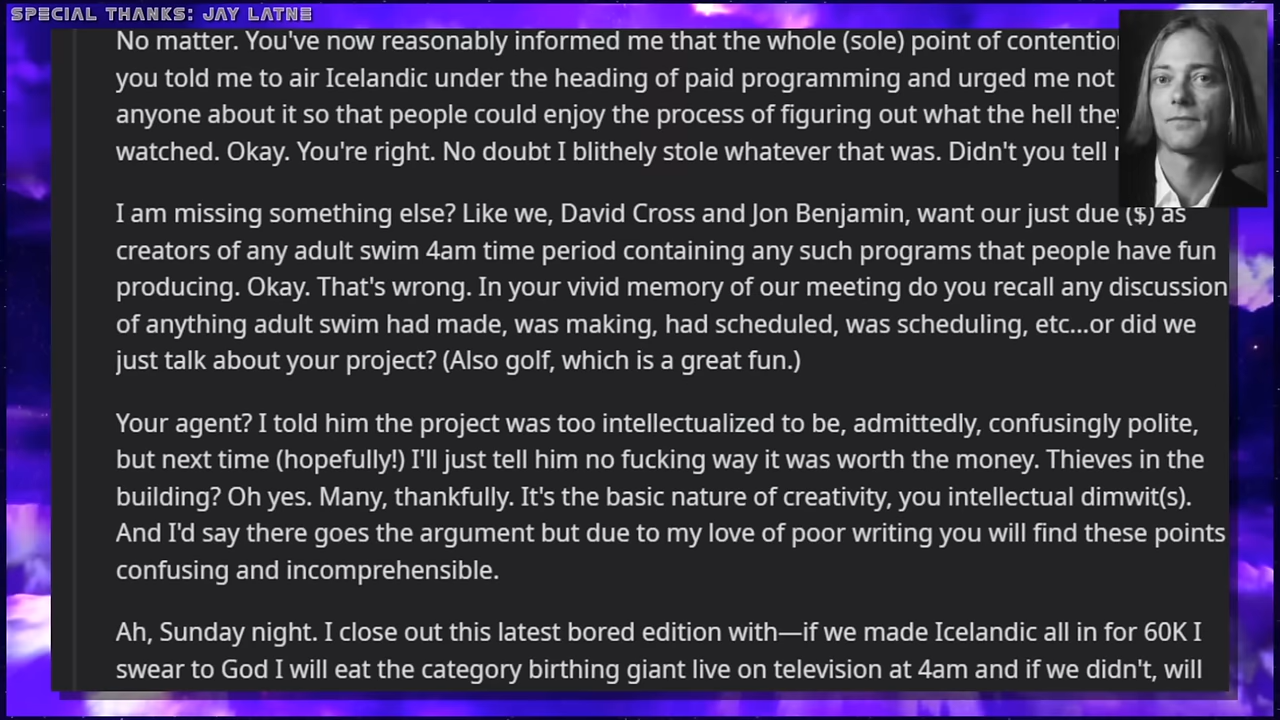 SPECIAL THANKS: JAY LATNE
No matter. You've now reasonably informed me that the whole (sole) point of
you told me to air Icelandic under the heading of paid programming and urged me not
anyone about it so that people could enjoy the process of figuring out what the hell
watched. Okay. You're right. No doubt I blithely stole whatever that was. Didn't you tell
I am missing something else? Like we, David Cross and Jon Benjamin, want our just due ($) as
creators of any adult swim 4am time period containing any such programs that people have fun
producing. Okay. That's wrong. In your vivid memory of our meeting do you recall any discussion
of anything adult swim had made, was making, had scheduled, was scheduling, etc...or did we
just talk about your project? (Also golf, which is a great fun.)
Your agent? I told him the project was too intellectualized to be, admittedly, confusingly polite,
but next time (hopefully!) I'll just tell him no fucking way it was worth the money. Thieves in the
building? Oh yes. Many, thankfully. It's the basic nature of creativity, you intellectual dimwit(s).
And I'd say there goes the argument but due to my love of poor writing you will find these points
confusing and incomprehensible.
Ah, Sunday night. I close out this latest bored edition with—if we made Icelandic all in for 60K I
swear to God I will eat the category birthing giant live on television at 4am and if we didn't, will